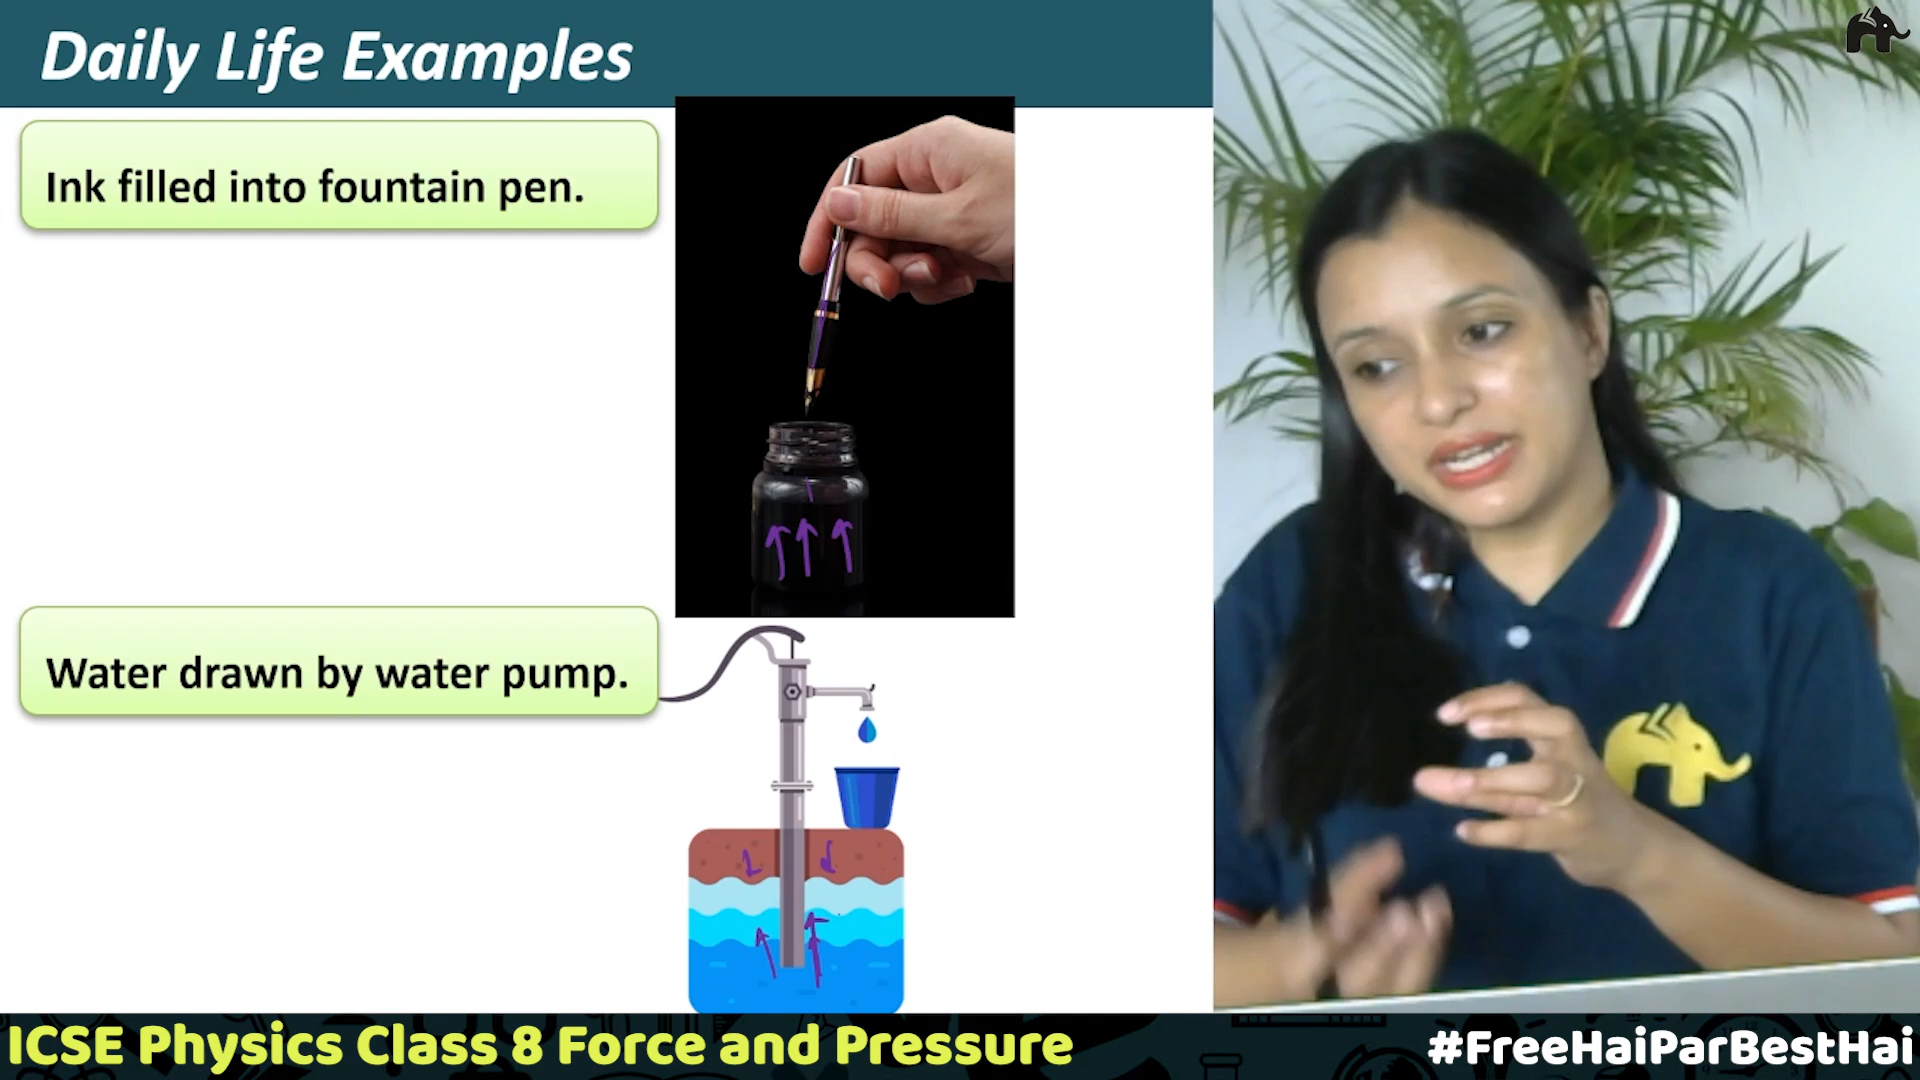 Daily Life Examples
Ink filled into fountain pen.
Water drawn by water pump.
ICSE Physics Class 8 Force and Pressure
#FreeHaiParBestHai